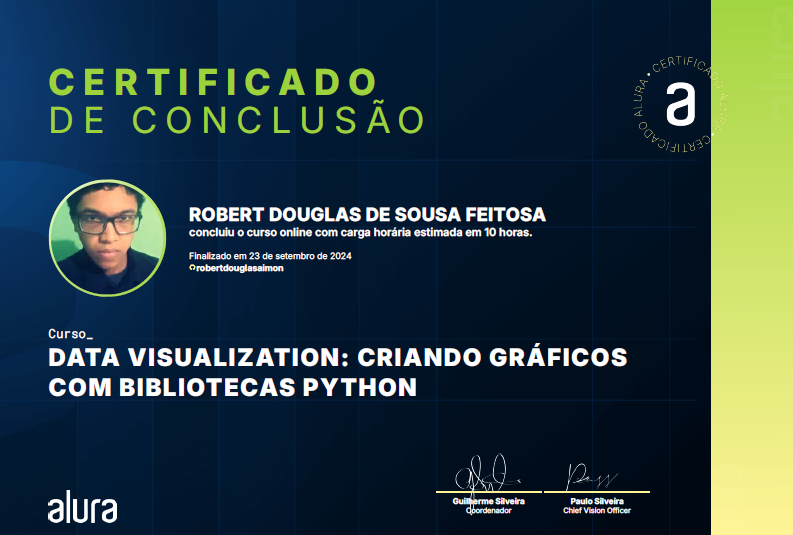 CERTIFICADO
DE CONCLUSÃO
ALURA • CERTIFICADO ALURA • CERTIFICADO
a
ROBERT DOUGLAS DE SOUSA FEITOSA
concluiu o curso online com carga horária estimada em 10 horas.
Finalizado em 23 de setembro de 2024
robertdouglasaimon
Curso_
DATA VISUALIZATION: CRIANDO GRÁFICOS
COM BIBLIOTECAS PYTHON
alura
Guilherme Silveira
Coordenador
Paulo Silveira
Chief Vision Officer